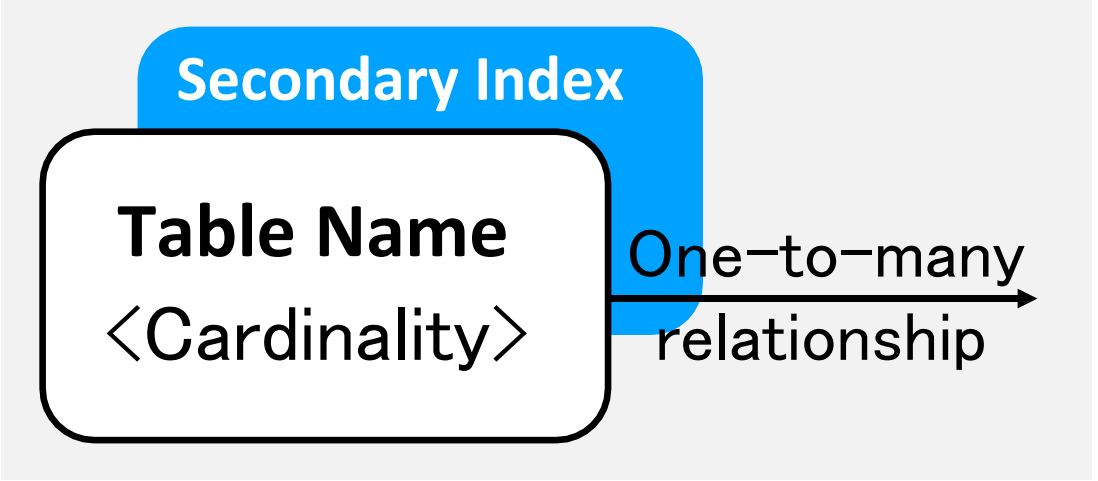 Secondary Index
Table Name
<Cardinality>
One-to-many
relationship